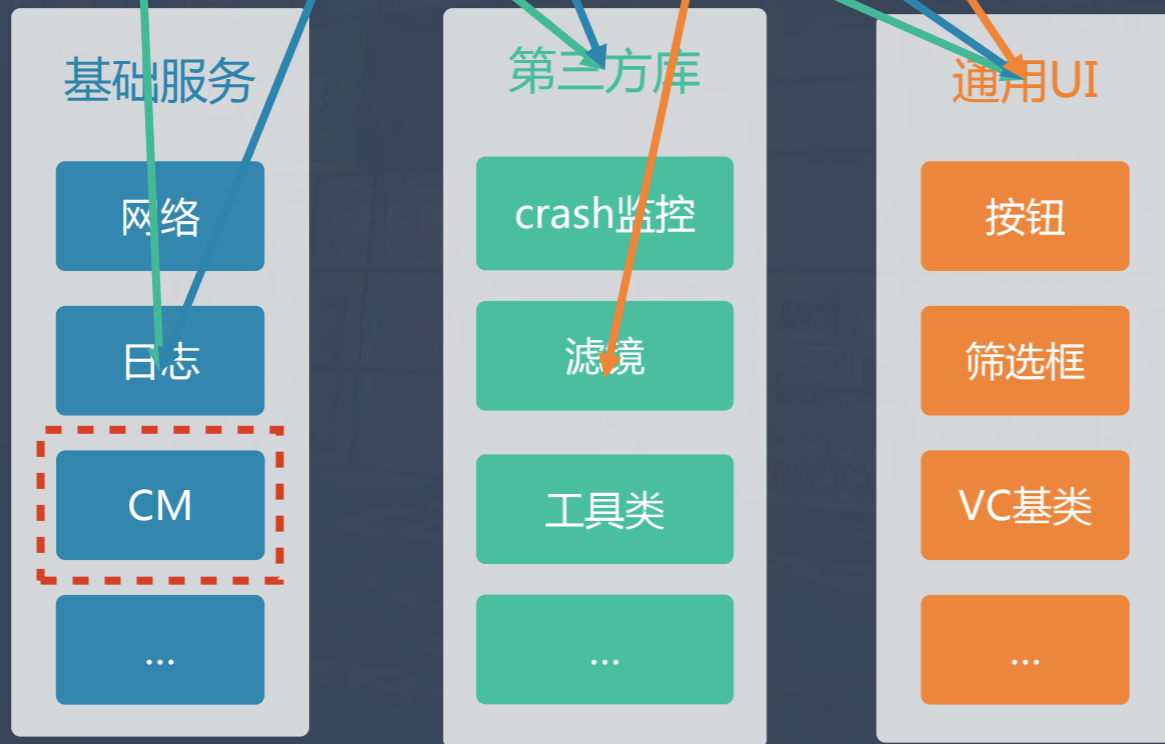 基础服务
网络
日志
CM
...
第三方库
crash监控
滤镜
工具类
...
通用UI
按钮
筛选框
VC基类
...